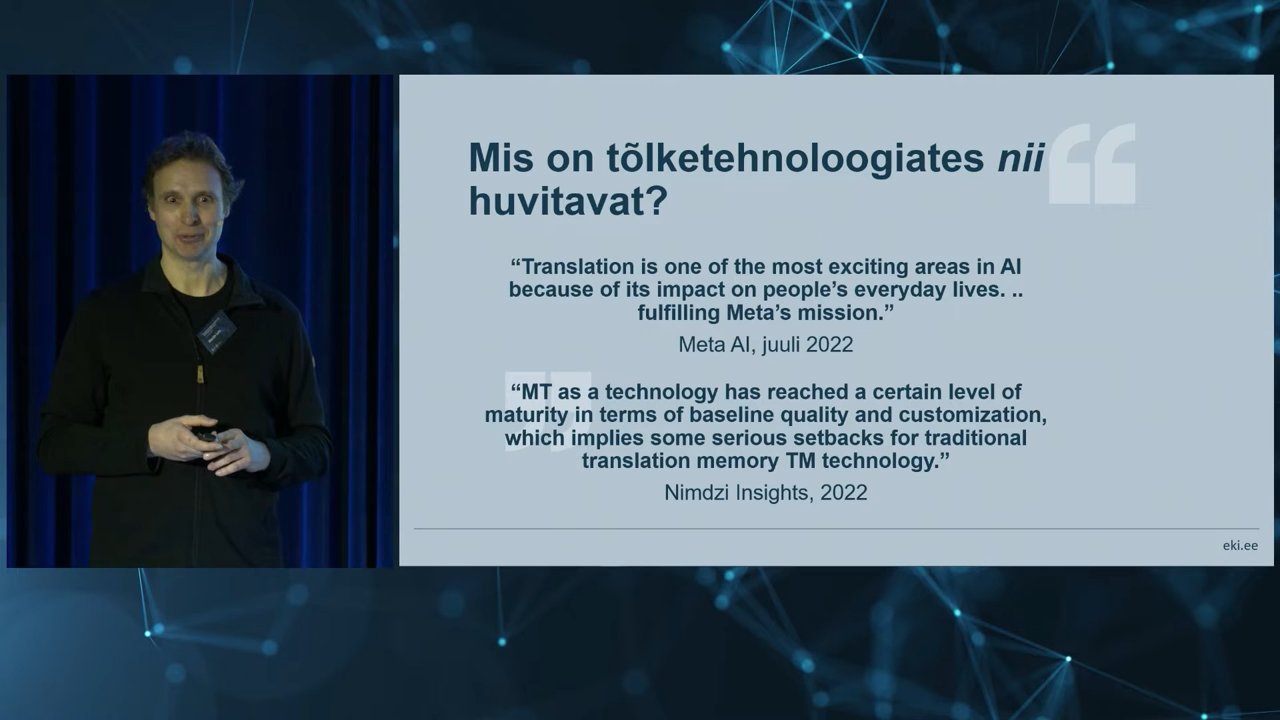 Mis on tõlketehnoloogiates nii
huvitavat?
“Translation is one of the most exciting areas in AI
because of its impact on people’s everyday lives. ..
fulfilling Meta’s mission.”
Meta AI, juuli 2022
“MT as a technology has reached a certain level of
maturity in terms of baseline quality and customization,
which implies some serious setbacks for traditional
translation memory TM technology.”
Nimdzi Insights, 2022
eki.ee